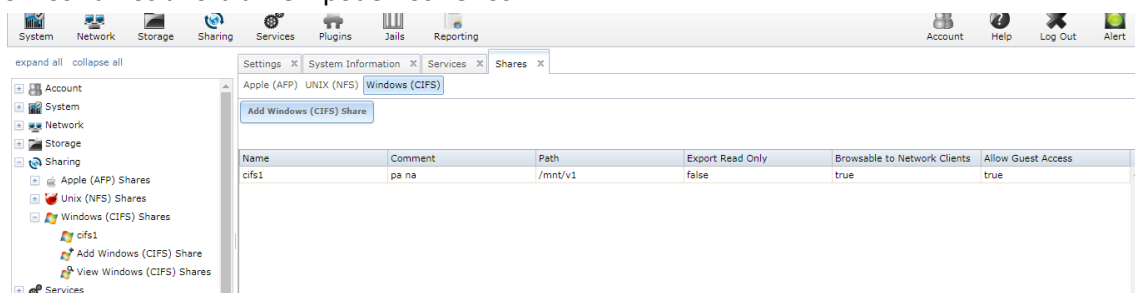 System Network Storage Sharing Services Plugins Jails Reporting Account Help Log Out Alert
expand all collapse all
Settings X System Information X Services X Shares X
Apple (AFP) UNIX (NFS) Windows (CIFS)
Add Windows (CIFS) Share
Account
System
Network
Storage
Sharing
Apple (AFP) Shares
Unix (NFS) Shares
Windows (CIFS) Shares
cifs1
Add Windows (CIFS) Share
View Windows (CIFS) Shares
Services
Name Comment Path Export Read Only Browsable to Network Clients Allow Guest Access
cifs1 pa na /mnt/v1 false true true